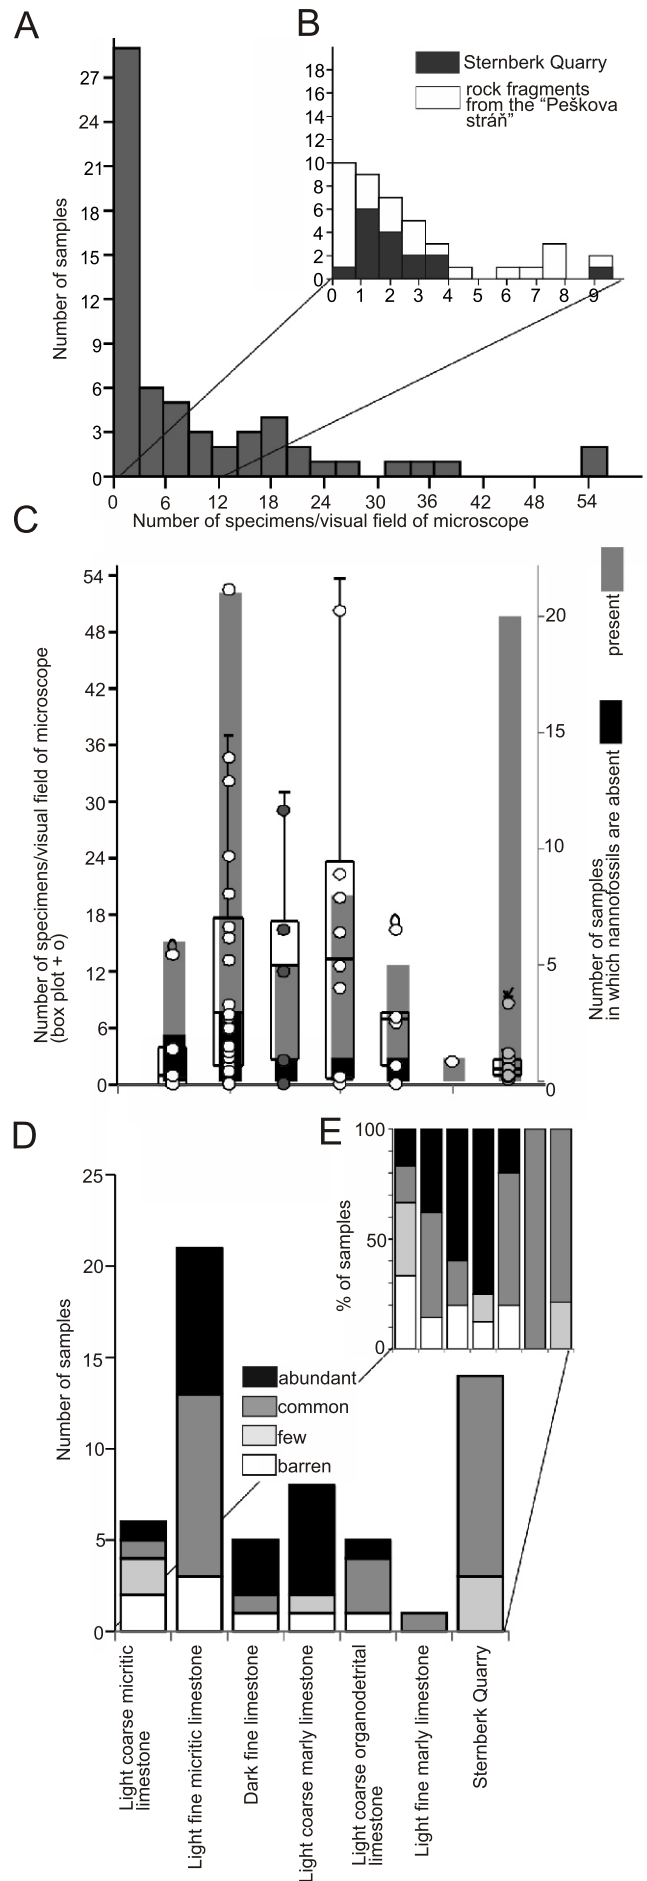 A
B
Number of samples
27
24
21
18
15
12
9
6
3
0
0 6 12 18 24 30 36 42 48 54
Number of specimens/visual field of microscope
18
16
14
12
10
8
6
4
2
0
0 1 2 3 4 5 6 7 8 9
Sternberk Quarry
rock fragments
from the “Peškova
stráň”
C
Number of specimens/visual field of microscope
(box plot + o)
54
48
42
36
30
24
18
12
6
0
20
15
10
5
0
present
Number of samples
in which nannofossils are absent
D
Number of samples
25
20
15
10
5
0
E
% of samples
100
50
0
abundant
common
few
barren
Light coarse micritic
limestone
Light fine micritic limestone
Dark fine limestone
Light coarse marly limestone
Light coarse organodetrital
limestone
Light fine marly limestone
Sternberk Quarry